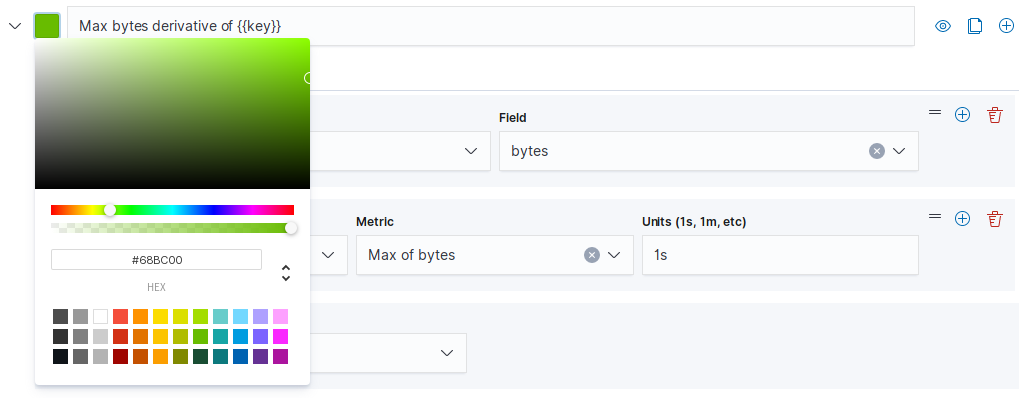 Max bytes derivative of {{key}}
Field
bytes
Metric
Units (1s, 1m, etc)
Max of bytes
1s
#68BC00
HEX